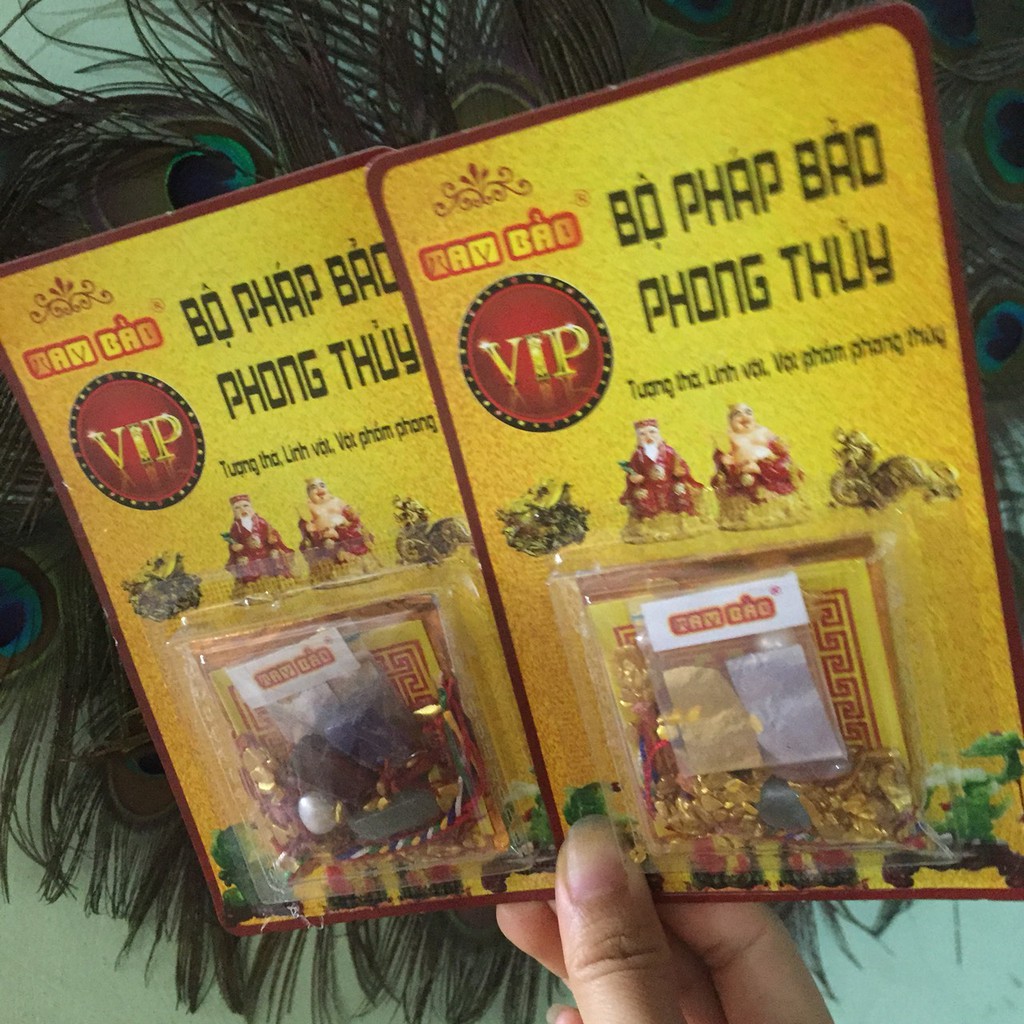 TAM BẢO ®
BỘ PHÁP BẢO
PHONG THỦY
VIP
Tượng thờ, Linh vật, Vật phẩm phong
TAM BẢO
TAM BẢO ®
BỘ PHÁP BẢO
PHONG THỦY
VIP
Tượng thờ, Linh vật, Vật phẩm phong thủy
TAM BẢO ®